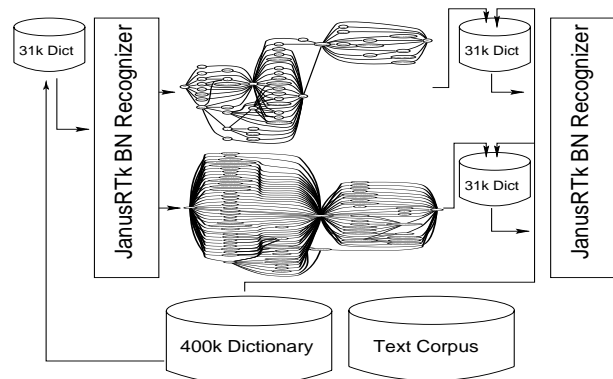 31k Dict
JanusRTk BN Recognizer
31k Dict
31k Dict
JanusRTk BN Recognizer
400k Dictionary
Text Corpus